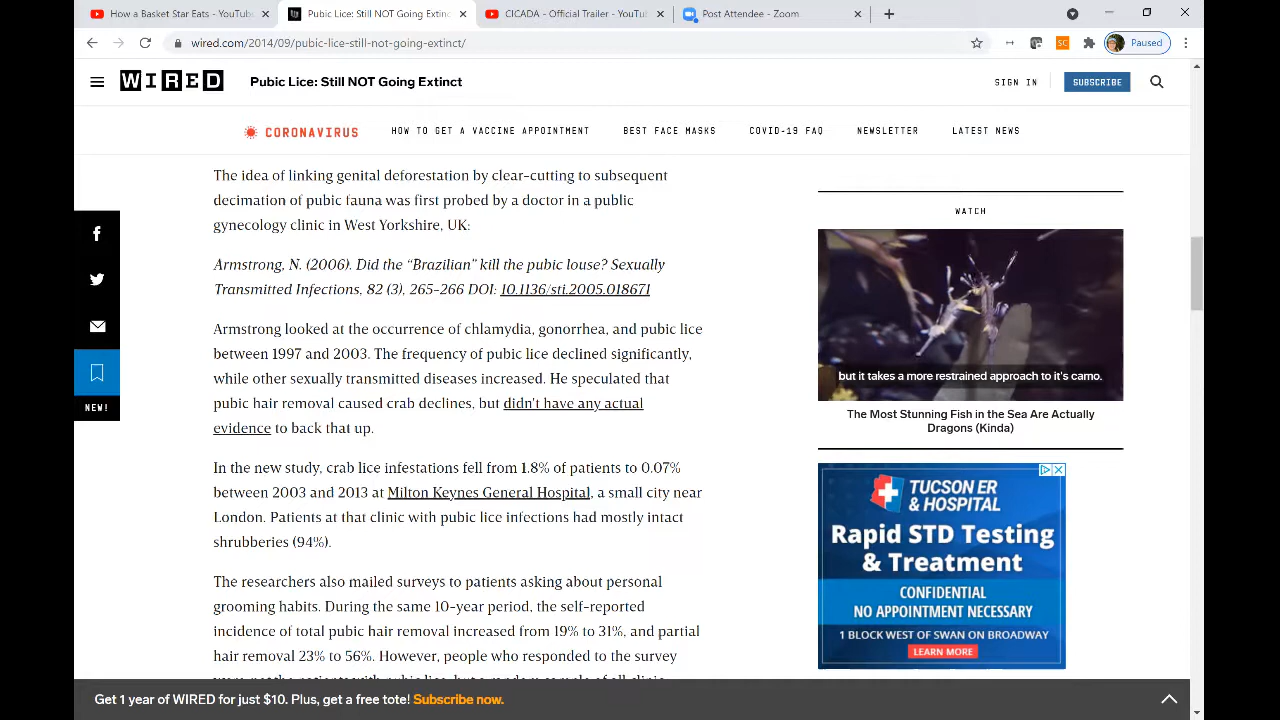 How a Basket Star Eats - YouTub
Pubic Lice: Still NOT Going Extinc
Post Attendee - Zoom
wired.com/2014/09/pubic-lice-still-not-going-extinct/
SC
Paused
WIRED
Pubic Lice: Still NOT Going Extinct
SIGN IN
SUBSCRIBE
CORONAVIRUS
HOW TO GET A VACCINE APPOINTMENT
BEST FACE MASKS
COVID-19 FAQ
NEWSLETTER
LATEST NEWS
The idea of linking genital deforestation by clear-cutting to subsequent
decimation of pubic fauna was first probed by a doctor in a public
gynecology clinic in West Yorkshire, UK:
Armstrong, N. (2006). Did the “Brazilian” kill the pubic louse? Sexually
Transmitted Infections, 82 (3), 265-266 DOI: 10.1136/sti.2005.018671
Armstrong looked at the occurrence of chlamydia, gonorrhea, and pubic lice
between 1997 and 2003. The frequency of pubic lice declined significantly,
while other sexually transmitted diseases increased. He speculated that
pubic hair removal caused crab declines, but didn't have any actual
evidence to back that up.
In the new study, crab lice infestations fell from 1.8% of patients to 0.07%
between 2003 and 2013 at Milton Keynes General Hospital, a small city near
London. Patients at that clinic with pubic lice infections had mostly intact
shrubberies (94%).
The researchers also mailed surveys to patients asking about personal
grooming habits. During the same 10-year period, the self-reported
incidence of total pubic hair removal increased from 19% to 31%, and partial
hair removal 23% to 56%. However, people who responded to the survey
NEW!
WATCH
but it takes a more restrained approach to it's camo.
The Most Stunning Fish in the Sea Are Actually
Dragons (Kinda)
TUCSON ER
& HOSPITAL
Rapid STD Testing
& Treatment
CONFIDENTIAL
NO APPOINTMENT NECESSARY
1 BLOCK WEST OF SWAN ON BROADWAY
LEARN MORE
Get 1 year of WIRED for just $10. Plus, get a free tote! Subscribe now.